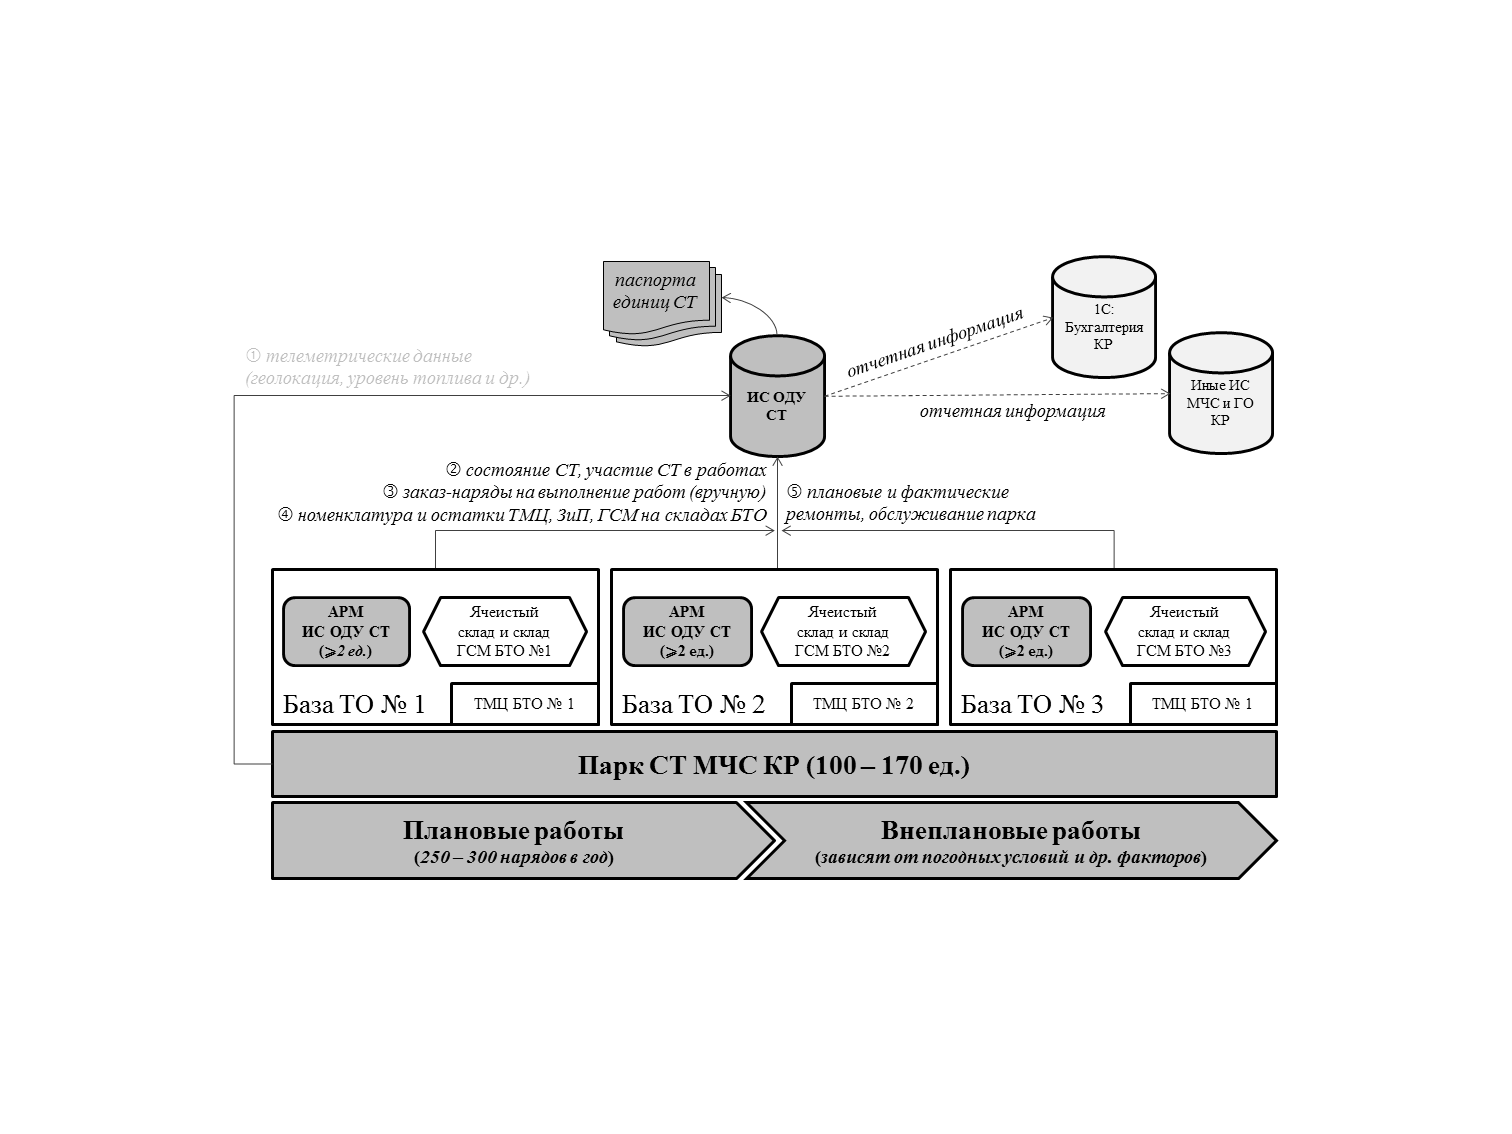 паспорта
единиц СТ
1С:
Бухгалтерия
КР
отчетная информация
① телеметрические данные
(геолокация, уровень топлива и др.)
ИС ОДУ
СТ
Иные ИС
МЧС и ГО
КР
отчетная информация
② состояние СТ, участие СТ в работах
③ заказ-наряды на выполнение работ (вручную)
④ номенклатура и остатки ТМЦ, ЗиП, ГСМ на складах БТО
⑤ плановые и фактические
ремонты, обслуживание парка
АРМ
ИС ОДУ СТ
(⩾2 ед.)
Ячеистый
склад и склад
ГСМ БТО №1
База ТО № 1
ТМЦ БТО № 1
АРМ
ИС ОДУ СТ
(⩾2 ед.)
Ячеистый
склад и склад
ГСМ БТО №2
База ТО № 2
ТМЦ БТО № 2
АРМ
ИС ОДУ СТ
(⩾2 ед.)
Ячеистый
склад и склад
ГСМ БТО №3
База ТО № 3
ТМЦ БТО № 1
Парк СТ МЧС КР (100 – 170 ед.)
Плановые работы
(250 – 300 нарядов в год)
Внеплановые работы
(зависят от погодных условий и др. факторов)